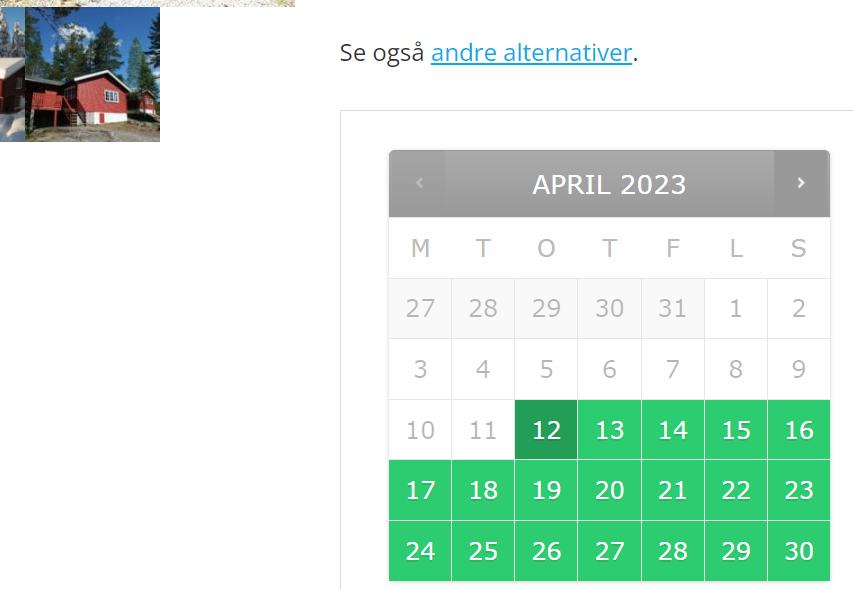 Se også andre alternativer.
‹ APRIL 2023 ›
M T O T F L S
27 28 29 30 31 1 2
3 4 5 6 7 8 9
10 11 12 13 14 15 16
17 18 19 20 21 22 23
24 25 26 27 28 29 30